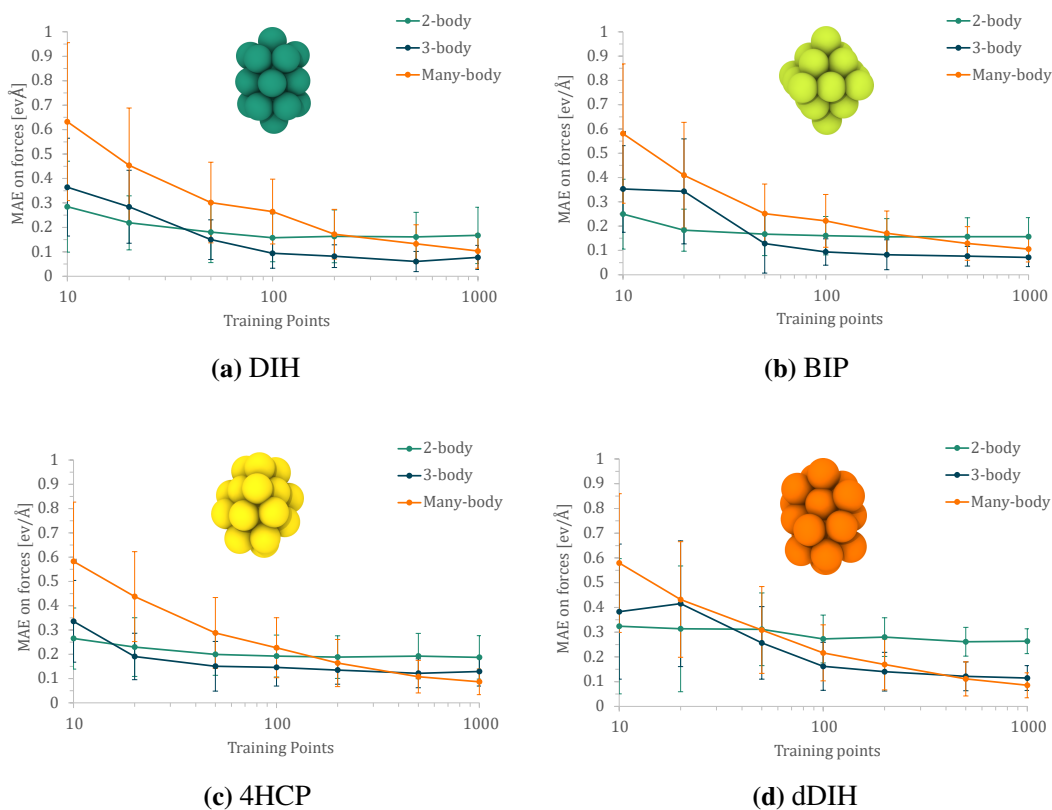 2-body
3-body
Many-body
MAE on forces [ev/Å]
1
0.9
0.8
0.7
0.6
0.5
0.4
0.3
0.2
0.1
0
10
100
1000
Training Points
(a) DIH
2-body
3-body
Many-body
MAE on forces [ev/Å]
1
0.9
0.8
0.7
0.6
0.5
0.4
0.3
0.2
0.1
0
10
100
1000
Training points
(b) BIP
2-body
3-body
Many-body
MAE on forces [ev/Å]
1
0.9
0.8
0.7
0.6
0.5
0.4
0.3
0.2
0.1
0
10
100
1000
Training Points
(c) 4HCP
2-body
3-body
Many-body
MAE on forces [ev/Å]
1
0.9
0.8
0.7
0.6
0.5
0.4
0.3
0.2
0.1
0
10
100
1000
Training points
(d) dDIH